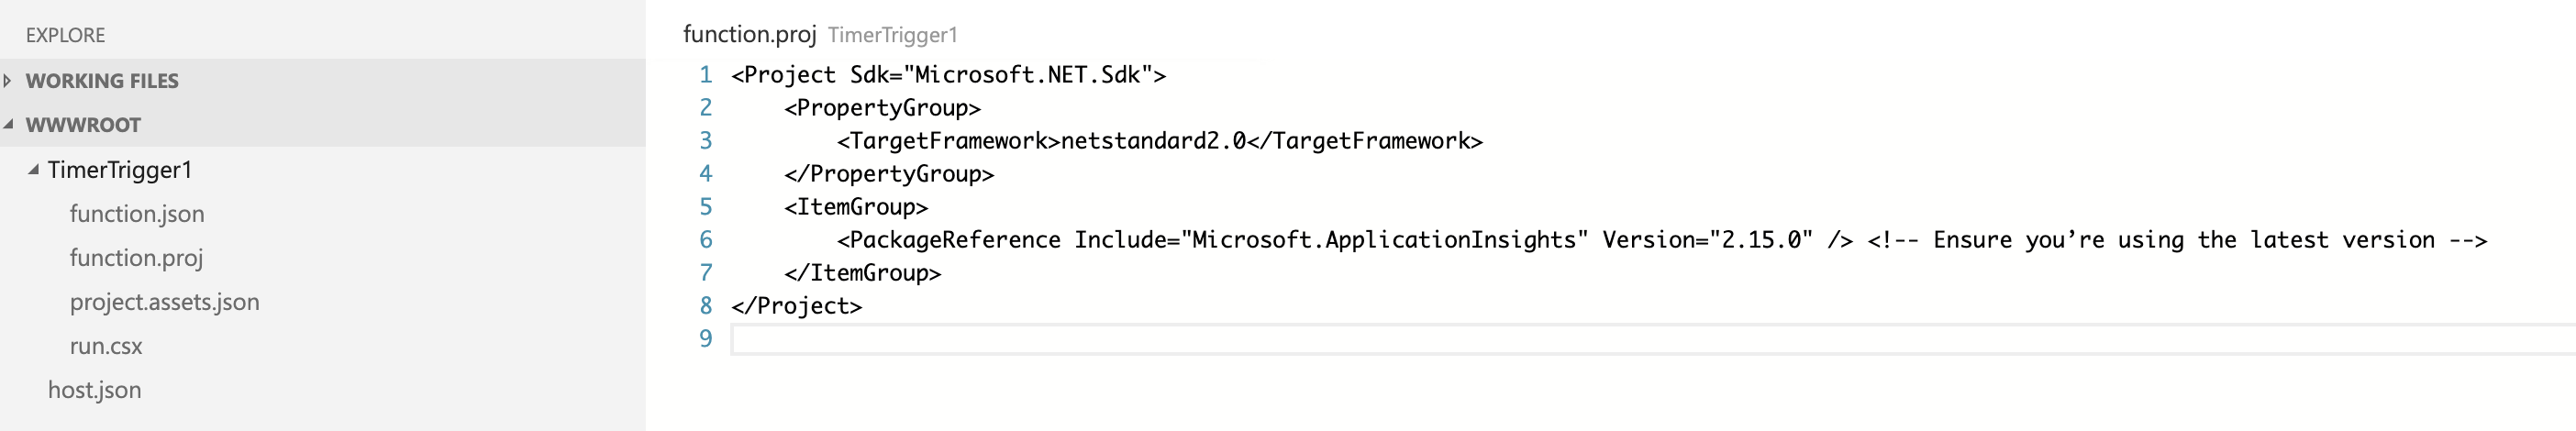 EXPLORE
WORKING FILES
WWWROOT
TimerTrigger1
function.json
function.proj
project.assets.json
run.csx
host.json
function.proj TimerTrigger1
1 <Project Sdk="Microsoft.NET.Sdk">
2     <PropertyGroup>
3         <TargetFramework>netstandard2.0</TargetFramework>
4     </PropertyGroup>
5     <ItemGroup>
6         <PackageReference Include="Microsoft.ApplicationInsights" Version="2.15.0" /> <!-- Ensure you’re using the latest version -->
7     </ItemGroup>
8 </Project>
9